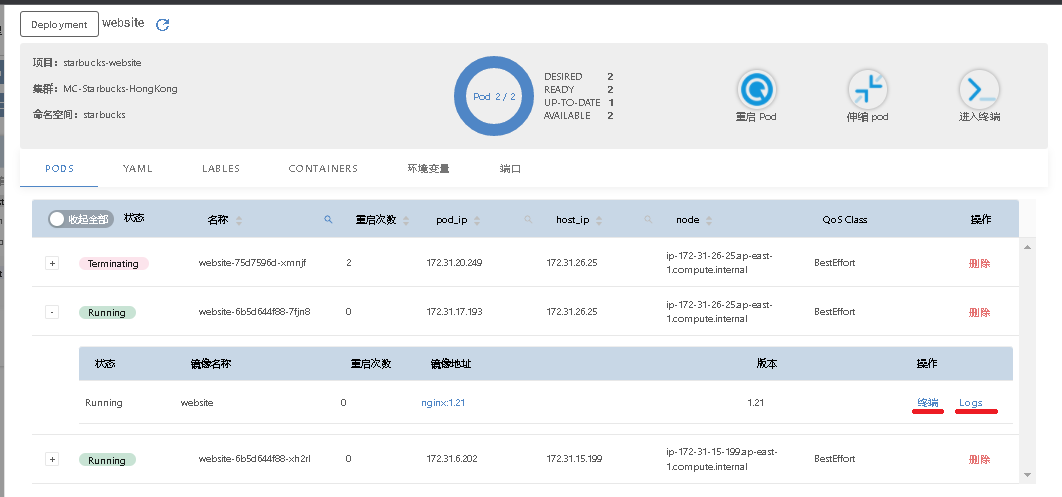 Deployment website
项目：starbucks-website
集群：MC-Starbucks-HongKong
命名空间：starbucks
Pod 2 / 2
DESIRED 2
READY 2
UP-TO-DATE 1
AVAILABLE 2
重启 Pod
伸缩 pod
进入终端
PODS YAML LABLES CONTAINERS 环境变量 端口
收起全部 状态 名称 重启次数 pod_ip host_ip node QoS Class 操作
+ Terminating website-75d7596d-xmnjf 2 172.31.20.249 172.31.26.25 ip-172-31-26-25.ap-east-
1.compute.internal BestEffort 删除
- Running website-6b5d644f88-7fjn8 0 172.31.17.193 172.31.26.25 ip-172-31-26-25.ap-east-
1.compute.internal BestEffort 删除
状态 镜像名称 重启次数 镜像地址 版本 操作
Running website 0 nginx:1.21 1.21 终端 Logs
+ Running website-6b5d644f88-xh2rl 0 172.31.6.202 172.31.15.199 ip-172-31-15-199.ap-east-
1.compute.internal BestEffort 删除